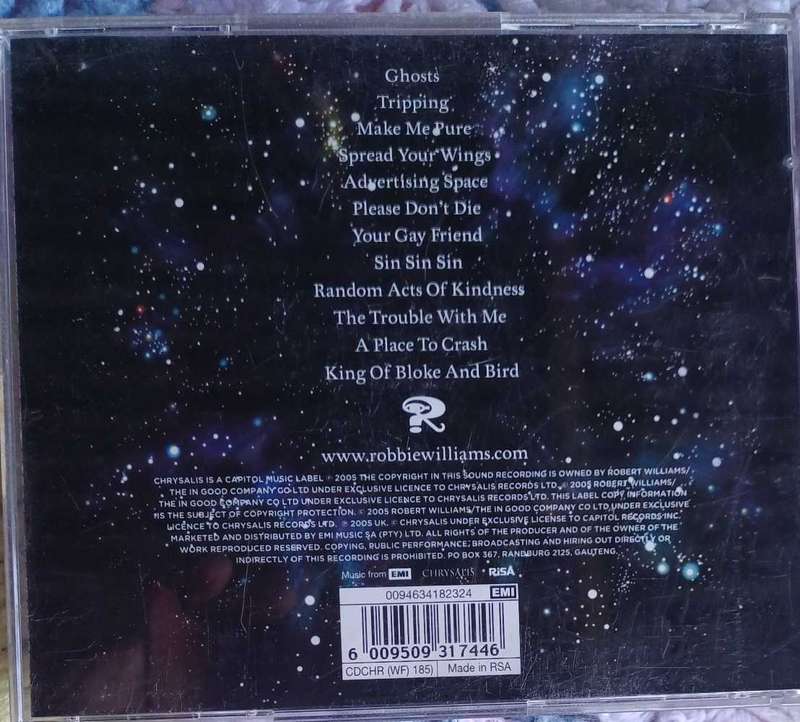 Ghosts
Tripping
Make Me Pure
Spread Your Wings
Advertising Space
Please Don't Die
Your Gay Friend
Sin Sin Sin
Random Acts Of Kindness
The Trouble With Me
A Place To Crash
King Of Bloke And Bird
R
www.robbiewilliams.com
CHRYSALIS IS A CAPITOL MUSIC LABEL ℗ 2005 THE COPYRIGHT IN THIS SOUND RECORDING IS OWNED BY ROBERT WILLIAMS/
THE IN GOOD COMPANY CO LTD UNDER EXCLUSIVE LICENCE TO CHRYSALIS RECORDS LTD. © 2005 ROBERT WILLIAMS/
THE IN GOOD COMPANY CO LTD UNDER EXCLUSIVE LICENCE TO CHRYSALIS RECORDS LTD. THIS LABEL COPY INFORMATION
IS THE SUBJECT OF COPYRIGHT PROTECTION. © 2005 ROBERT WILLIAMS/THE IN GOOD COMPANY CO LTD UNDER EXCLUSIVE
LICENCE TO CHRYSALIS RECORDS LTD. ℗ 2005 UK. © CHRYSALIS UNDER EXCLUSIVE LICENSE TO CAPITOL RECORDS INC.
MARKETED AND DISTRIBUTED BY EMI MUSIC SA (PTY) LTD. ALL RIGHTS OF THE PRODUCER AND OF THE OWNER OF THE
WORK REPRODUCED RESERVED. COPYING, PUBLIC PERFORMANCE, BROADCASTING AND HIRING OUT DIRECTLY OR
INDIRECTLY OF THIS RECORDING IS PROHIBITED. PO BOX 367, RANDBURG 2125, GAUTENG.
Music from EMI CHRYSALIS RiSA
0094634182324 EMI
6 009509 317446
CDCHR (WF) 185) Made in RSA